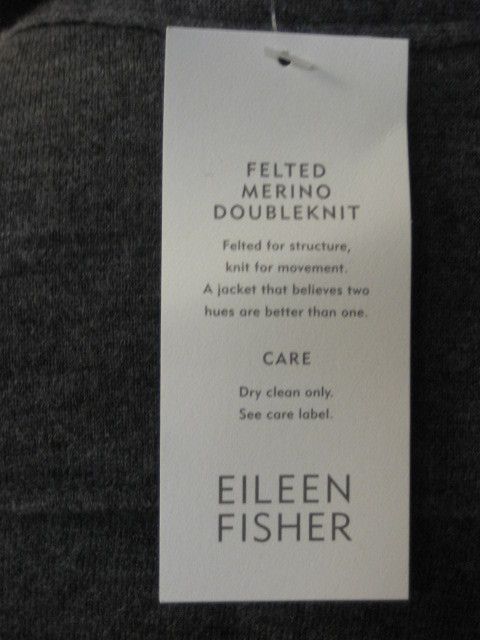 FELTED
MERINO
DOUBLEKNIT
Felted for structure,
knit for movement.
A jacket that believes two
hues are better than one.
CARE
Dry clean only.
See care label.
EILEEN
FISHER